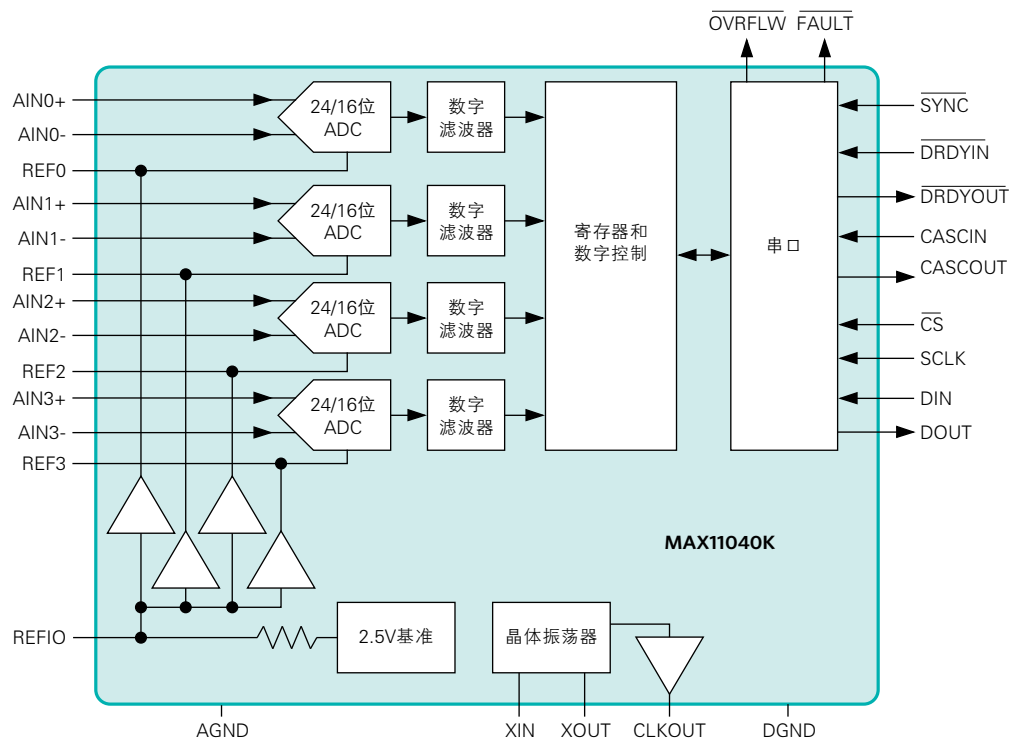 OVRFLW FAULT
AIN0+
AIN0-
REF0
AIN1+
AIN1-
REF1
AIN2+
AIN2-
REF2
AIN3+
AIN3-
REF3
REFIO
24/16位
ADC
数字
滤波器
24/16位
ADC
数字
滤波器
24/16位
ADC
数字
滤波器
24/16位
ADC
数字
滤波器
寄存器和
数字控制
串口
SYNC
DRDYIN
DRDYOUT
CASCIN
CASCOUT
CS
SCLK
DIN
DOUT
MAX11040K
2.5V基准
晶体振荡器
AGND
XIN
XOUT
CLKOUT
DGND